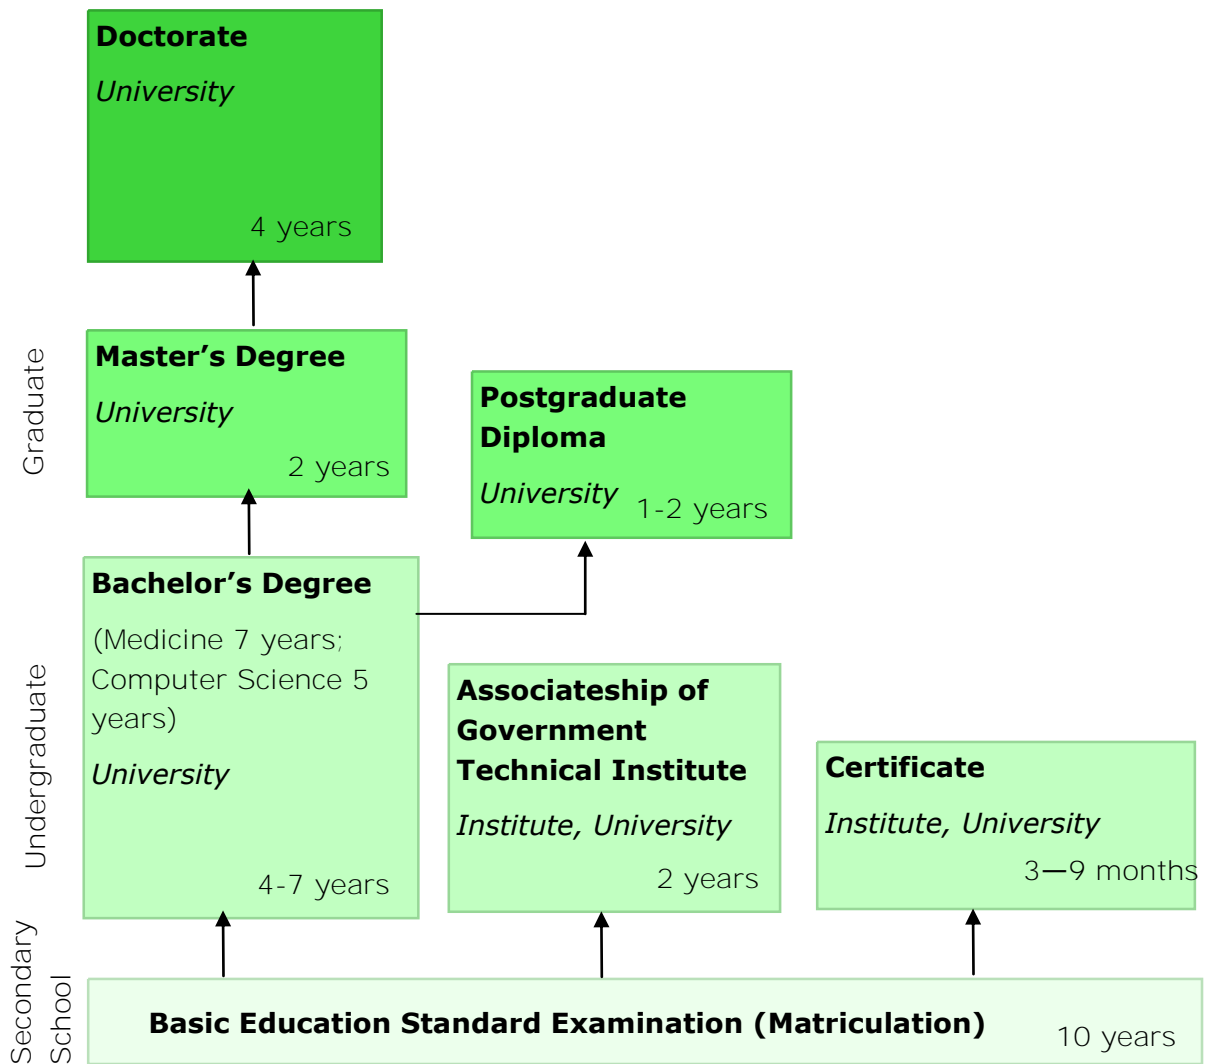 Doctorate
University
4 years
Graduate
Master’s Degree
University
2 years
Postgraduate
Diploma
University
1-2 years
Undergraduate
Bachelor’s Degree
(Medicine 7 years;
Computer Science 5
years)
University
4-7 years
Associateship of
Government
Technical Institute
Institute, University
2 years
Certificate
Institute, University
3—9 months
Secondary
School
Basic Education Standard Examination (Matriculation)
10 years